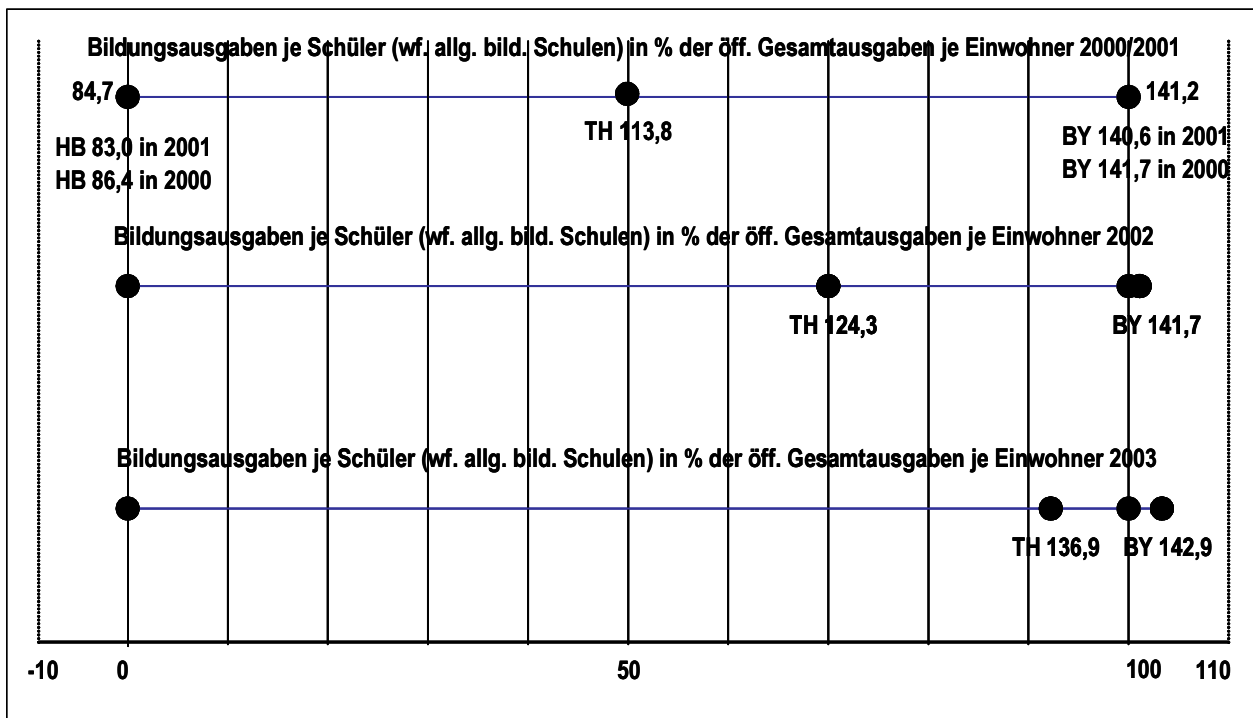 Bildungsausgaben je Schüler (wf. allg. bild. Schulen) in % der öff. Gesamtausgaben je Einwohner 2000/2001
84,7
141,2
TH 113,8
HB 83,0 in 2001
BY 140,6 in 2001
HB 86,4 in 2000
BY 141,7 in 2000
Bildungsausgaben je Schüler (wf. allg. bild. Schulen) in % der öff. Gesamtausgaben je Einwohner 2002
TH 124,3
BY 141,7
Bildungsausgaben je Schüler (wf. allg. bild. Schulen) in % der öff. Gesamtausgaben je Einwohner 2003
TH 136,9
BY 142,9
-10 0 50 100 110